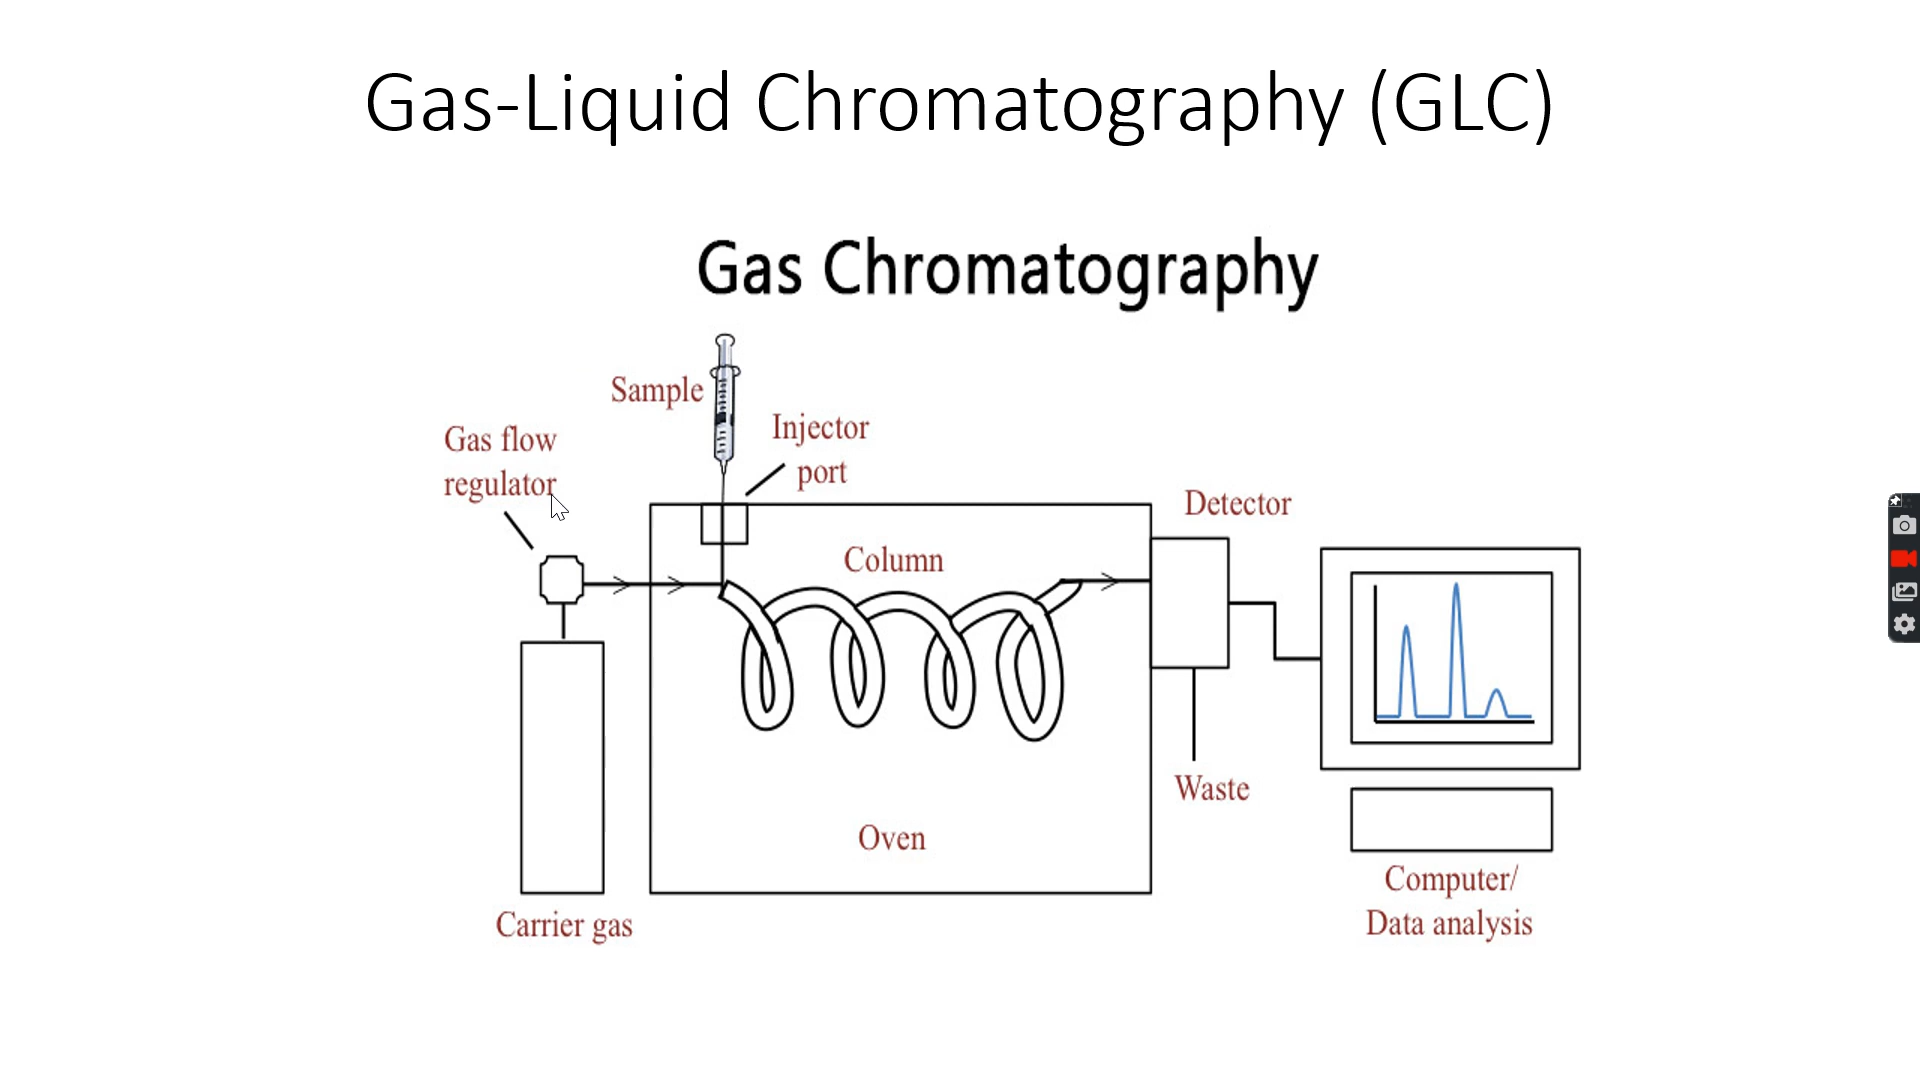 Gas-Liquid Chromatography (GLC)
Gas Chromatography
Sample
Injector
port
Gas flow
regulator
Detector
Column
Waste
Oven
Computer/
Data analysis
Carrier gas